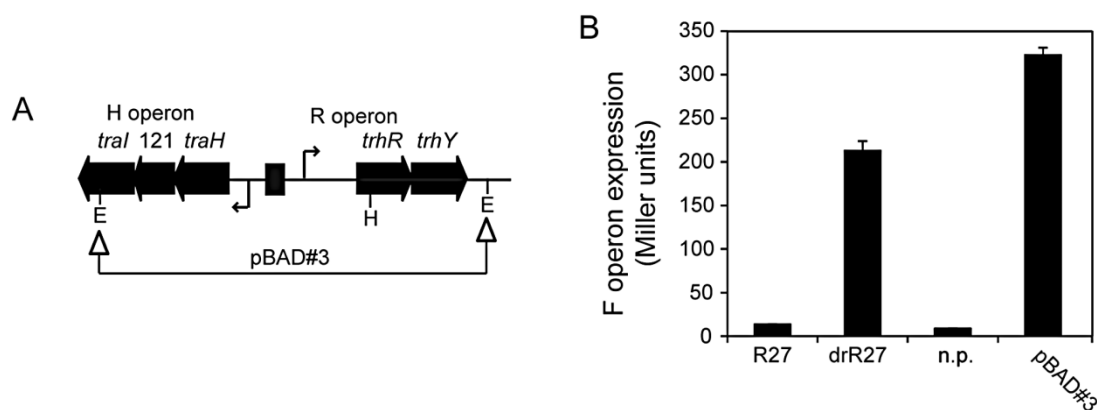 A
H operon
R operon
traI 121 traH
trhR trhY
E
H
E
pBAD#3
B
F operon expression
(Miller units)
350
300
250
200
150
100
50
0
R27
drR27
n.p.
pBAD#3